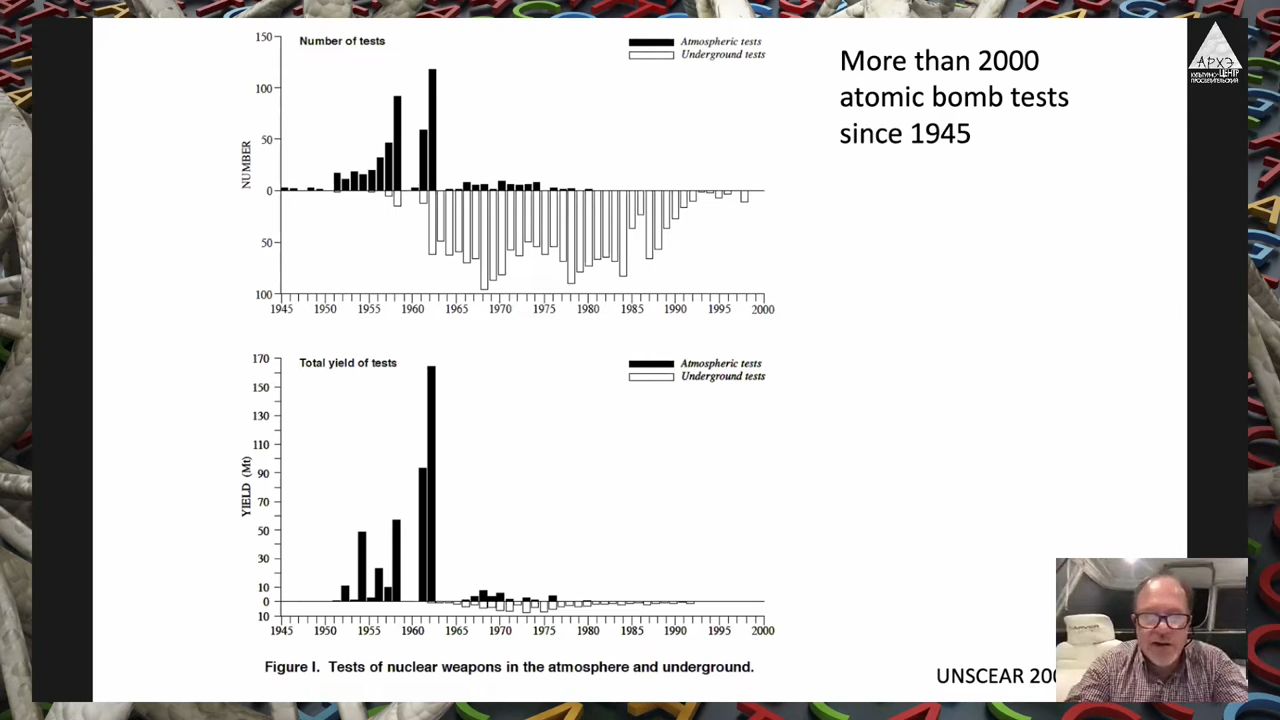 Number of tests
Atmospheric tests
Underground tests
150
100
50
0
50
100
NUMBER
1945 1950 1955 1960 1965 1970 1975 1980 1985 1990 1995 2000
More than 2000
atomic bomb tests
since 1945
АРХЭ
КУЛЬТУРНО-
ЦЕНТР
ПРОСВЕТИТЕЛЬСКИЙ
Total yield of tests
Atmospheric tests
Underground tests
170
150
130
110
90
70
50
30
10
0
10
YIELD (Mt)
1945 1950 1955 1960 1965 1970 1975 1980 1985 1990 1995 2000
Figure I. Tests of nuclear weapons in the atmosphere and underground.
UNSCEAR